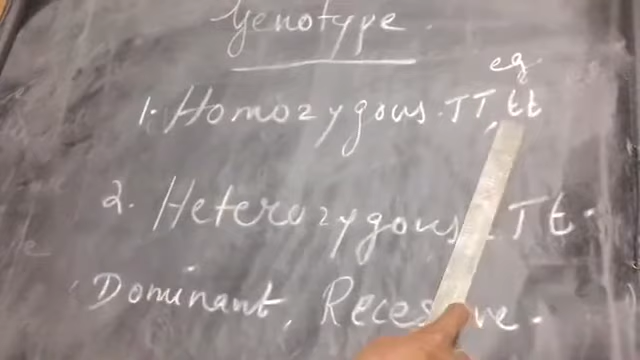 Genotype
eg
1. Homozygous. TT, tt
2. Heterozygous. Tt.
Dominant, Recessive.